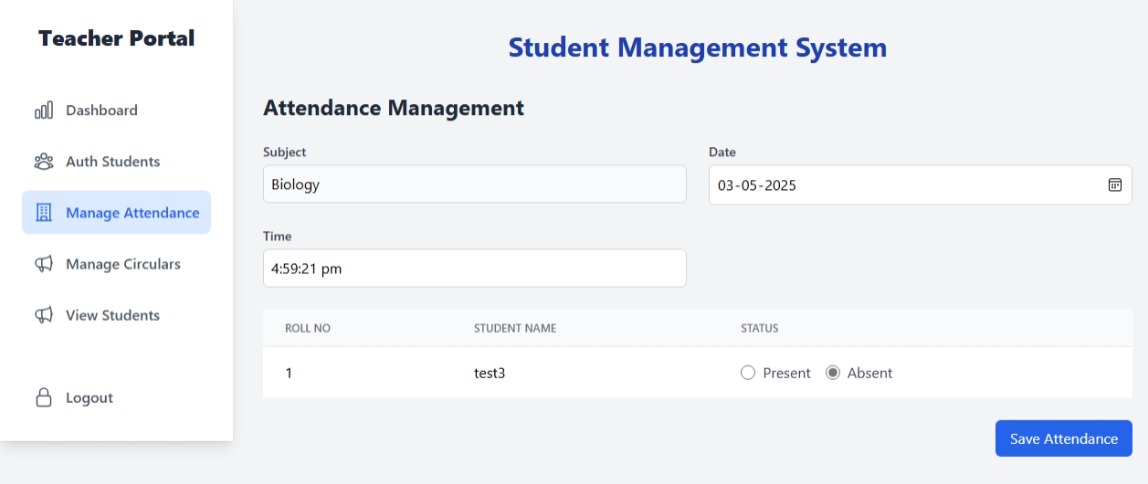 Teacher Portal
Dashboard
Auth Students
Manage Attendance
Manage Circulars
View Students
Logout
Student Management System
Attendance Management
Subject
Biology
Date
03-05-2025
Time
4:59:21 pm
ROLL NO STUDENT NAME STATUS
1 test3 Present Absent
Save Attendance